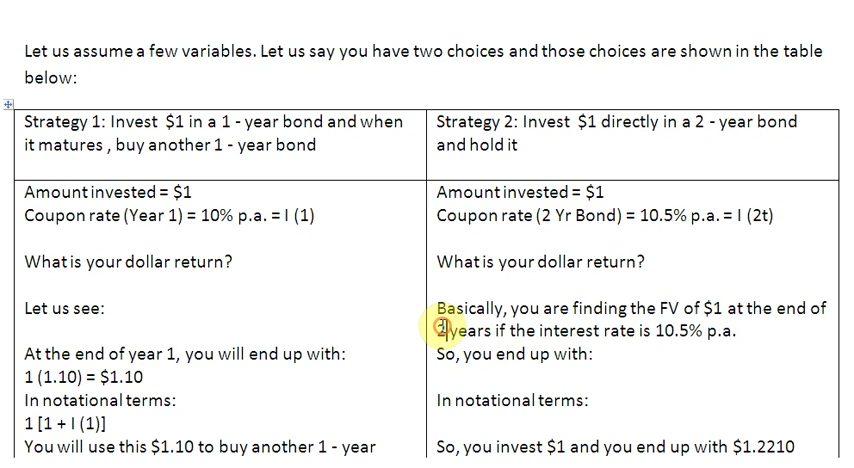 Let us assume a few variables. Let us say you have two choices and those choices are shown in the table
below:
Strategy 1: Invest $1 in a 1 - year bond and when
it matures , buy another 1 - year bond
Strategy 2: Invest $1 directly in a 2 - year bond
and hold it
Amount invested = $1
Coupon rate (Year 1) = 10% p.a. = I (1)
What is your dollar return?
Let us see:
At the end of year 1, you will end up with:
1 (1.10) = $1.10
In notational terms:
1 [1 + I (1)]
You will use this $1.10 to buy another 1 - year
Amount invested = $1
Coupon rate (2 Yr Bond) = 10.5% p.a. = I (2t)
What is your dollar return?
Basically, you are finding the FV of $1 at the end of
2 years if the interest rate is 10.5% p.a.
So, you end up with:
In notational terms:
So, you invest $1 and you end up with $1.2210